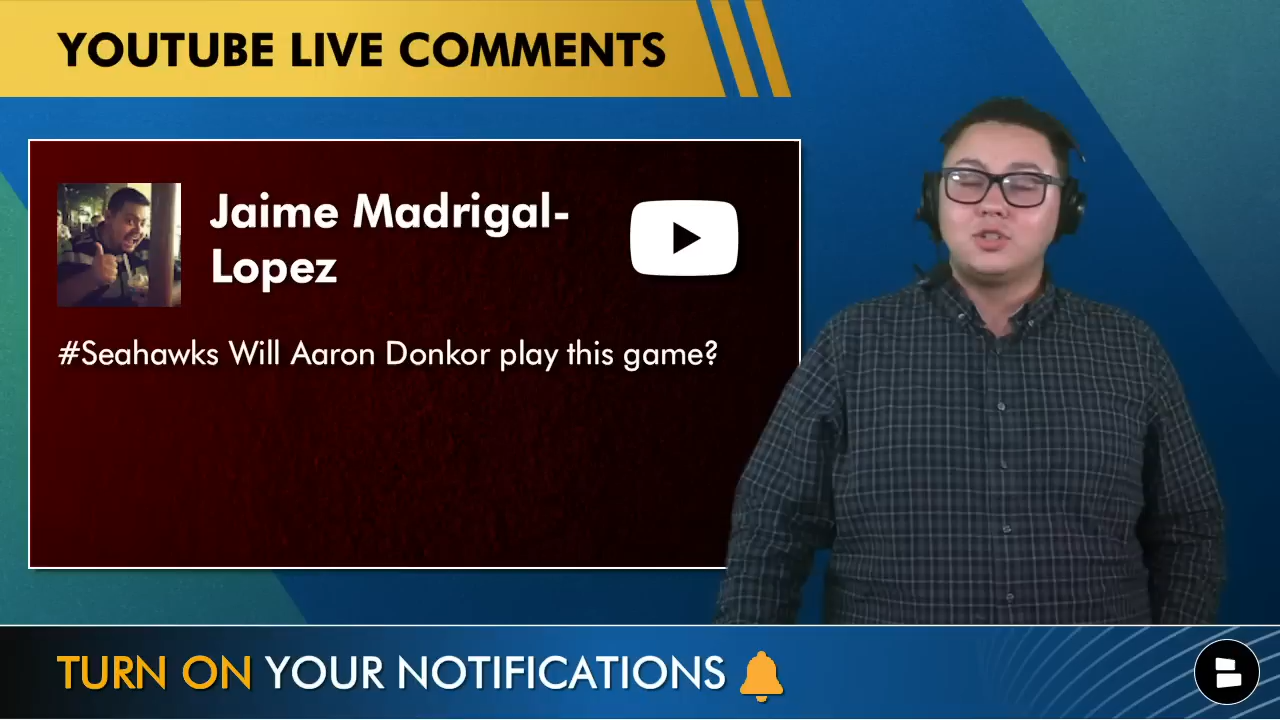 YOUTUBE LIVE COMMENTS
Jaime Madrigal-
Lopez
#Seahawks Will Aaron Donkor play this game?
TURN ON YOUR NOTIFICATIONS